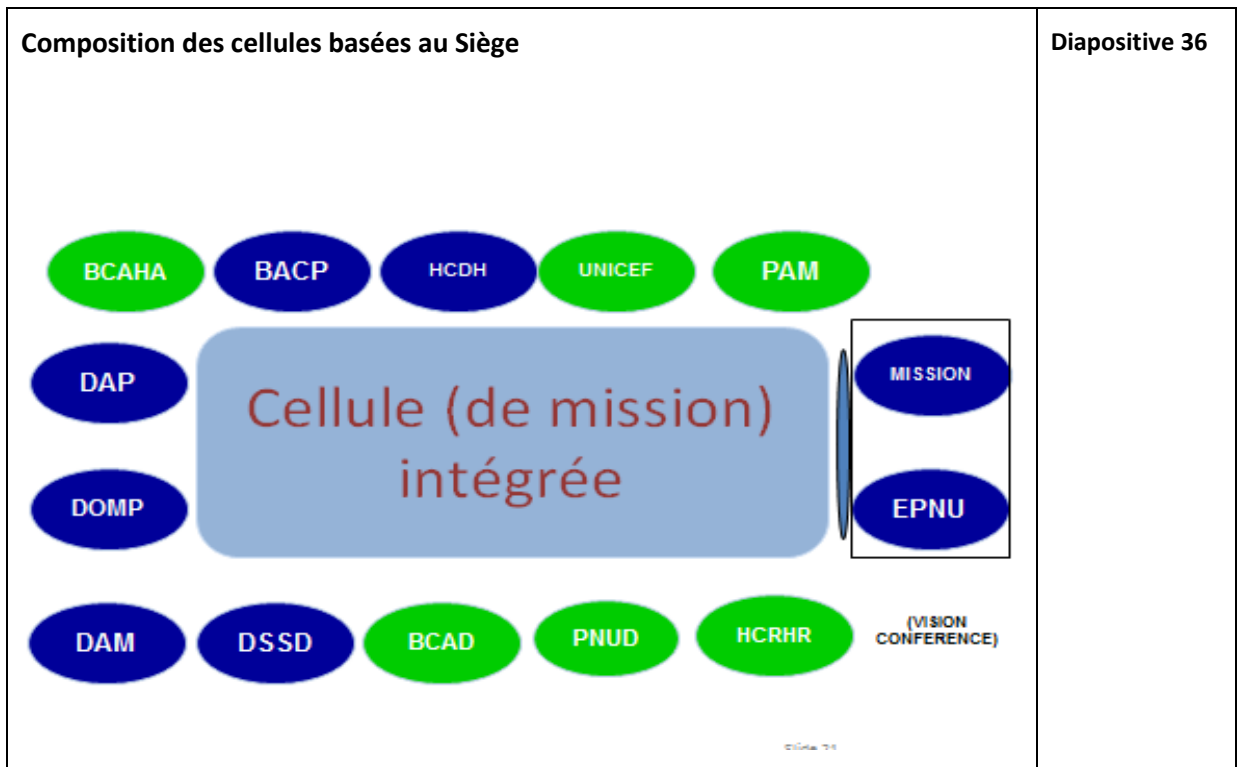 Composition des cellules basées au Siège
Diapositive 36
BCAHA
BACP
HCDH
UNICEF
PAM
DAP
Cellule (de mission)
intégrée
MISSION
DOMP
EPNU
DAM
DSSD
BCAD
PNUD
HCRHR
(VISION
CONFERENCE)